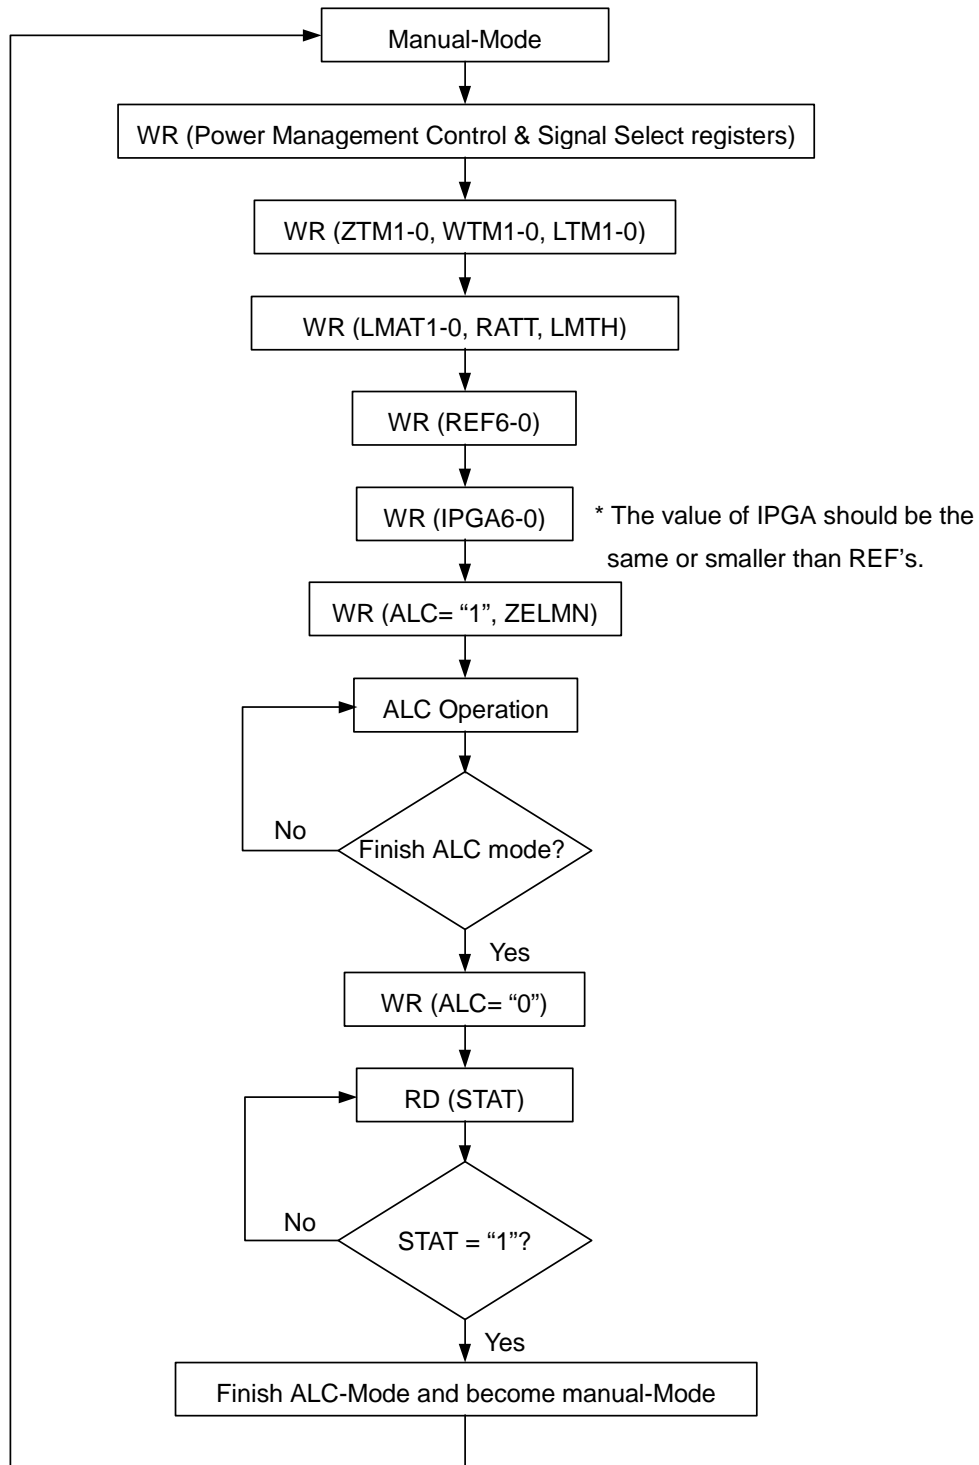 Manual-Mode
WR (Power Management Control & Signal Select registers)
WR (ZTM1-0, WTM1-0, LTM1-0)
WR (LMAT1-0, RATT, LMTH)
WR (REF6-0)
WR (IPGA6-0)
* The value of IPGA should be the
same or smaller than REF’s.
WR (ALC= “1”, ZELMN)
ALC Operation
No
Finish ALC mode?
Yes
WR (ALC= “0”)
RD (STAT)
No
STAT = “1”?
Yes
Finish ALC-Mode and become manual-Mode